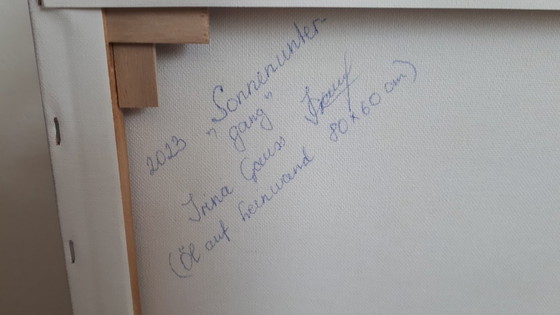 2023 „Sonnenunter-
gang“
Irina Gauss
(Öl auf Leinwand 80x60 cm)